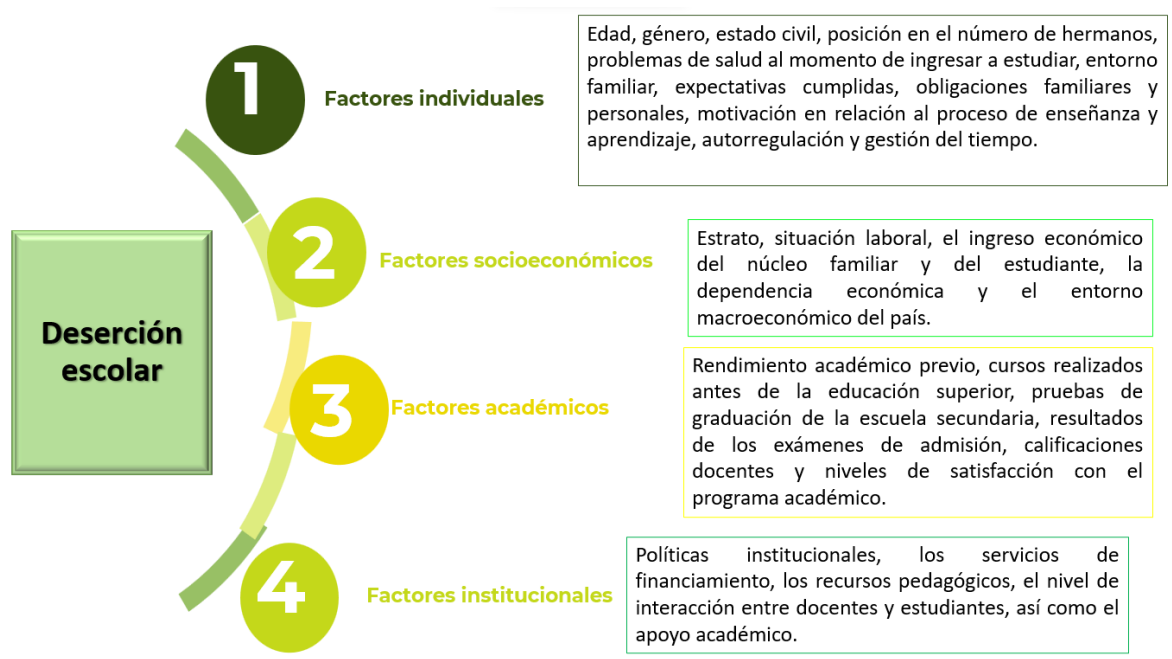 Deserción
escolar
1
Factores individuales
Edad, género, estado civil, posición en el número de hermanos,
problemas de salud al momento de ingresar a estudiar, entorno
familiar, expectativas cumplidas, obligaciones familiares y
personales, motivación en relación al proceso de enseñanza y
aprendizaje, autorregulación y gestión del tiempo.
2
Factores socioeconómicos
Estrato, situación laboral, el ingreso económico
del núcleo familiar y del estudiante, la
dependencia económica y el entorno
macroeconómico del país.
3
Factores académicos
Rendimiento académico previo, cursos realizados
antes de la educación superior, pruebas de
graduación de la escuela secundaria, resultados
de los exámenes de admisión, calificaciones
docentes y niveles de satisfacción con el
programa académico.
4
Factores institucionales
Políticas institucionales, los servicios de
financiamiento, los recursos pedagógicos, el nivel de
interacción entre docentes y estudiantes, así como el
apoyo académico.